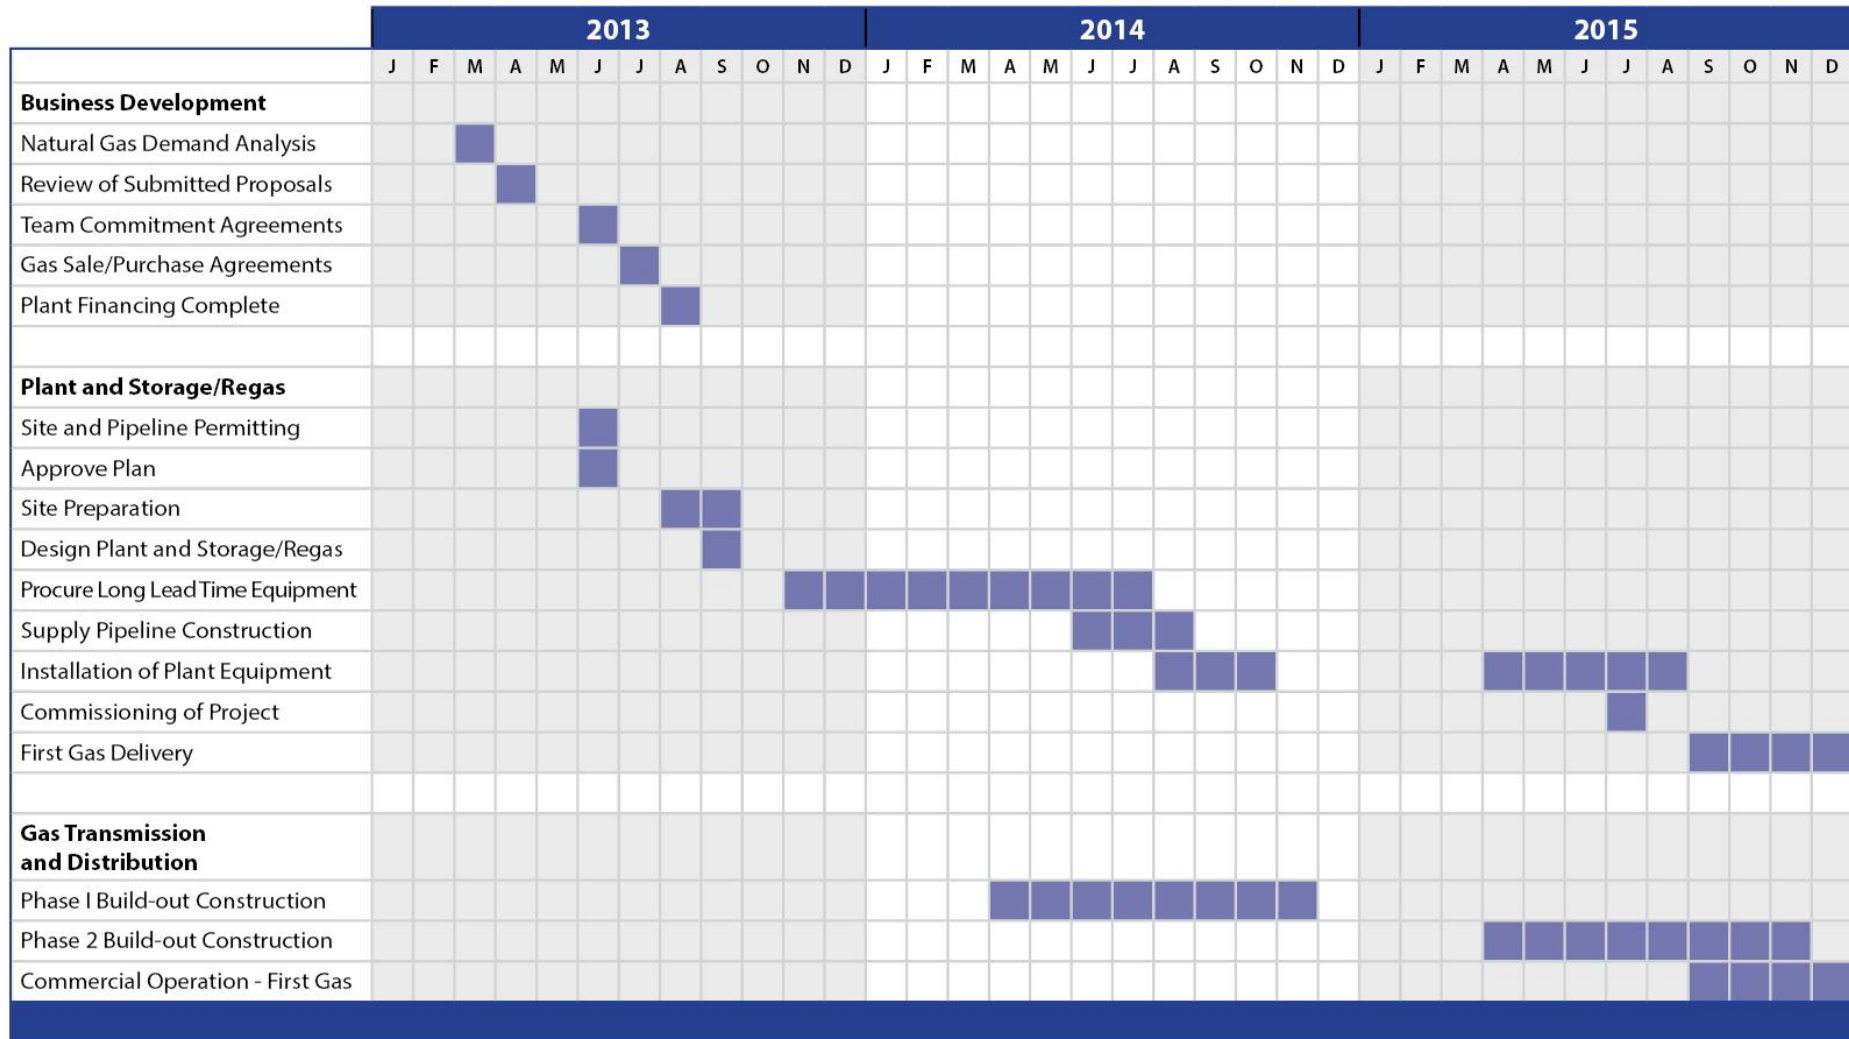 2013 2014 2015
J F M A M J J A S O N D J F M A M J J A S O N D J F M A M J J A S O N D
Business Development
Natural Gas Demand Analysis
Review of Submitted Proposals
Team Commitment Agreements
Gas Sale/Purchase Agreements
Plant Financing Complete
Plant and Storage/Regas
Site and Pipeline Permitting
Approve Plan
Site Preparation
Design Plant and Storage/Regas
Procure Long Lead Time Equipment
Supply Pipeline Construction
Installation of Plant Equipment
Commissioning of Project
First Gas Delivery
Gas Transmission
and Distribution
Phase I Build-out Construction
Phase 2 Build-out Construction
Commercial Operation - First Gas